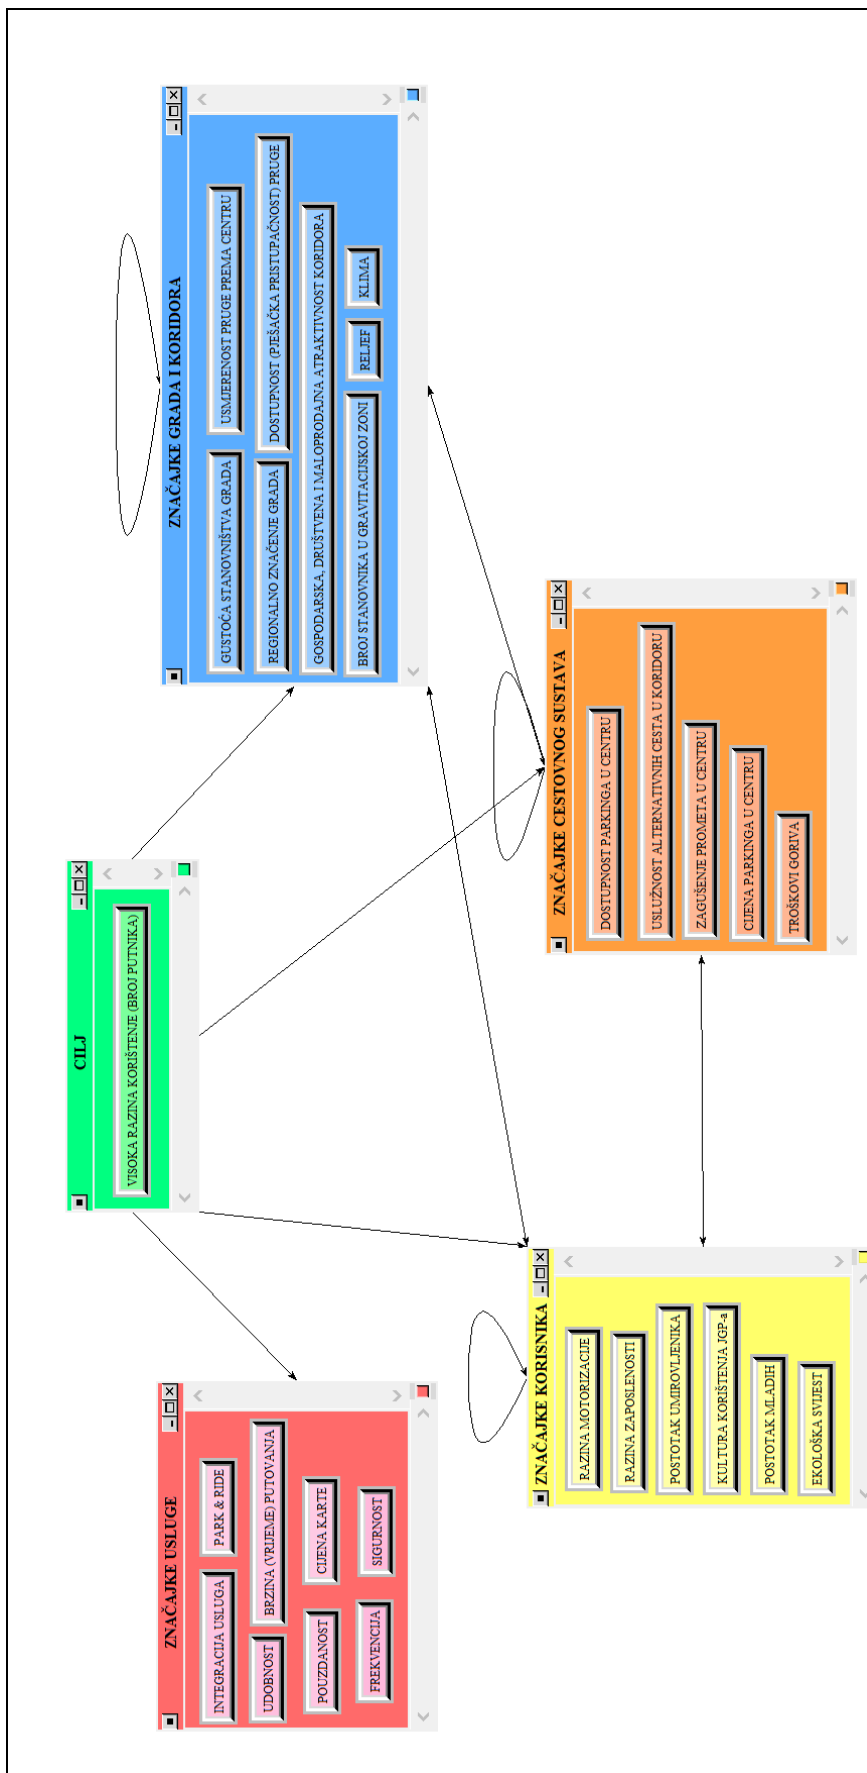 CILJ
VISOKA RAZINA KORIŠTENJE (BROJ PUTNIKA)
ZNAČAJKE USLUGE
INTEGRACIJA USLUGA
PARK & RIDE
UDOBNOST
BRZINA (VRIJEME) PUTOVANJA
POUZDANOST
CIJENA KARTE
FREKVENCIJA
SIGURNOST
ZNAČAJKE GRADA I KORIDORA
GUSTOĆA STANOVNIŠTVA GRADA
USMJERENOST PRUGE PREMA CENTRU
REGIONALNO ZNAČENJE GRADA
DOSTUPNOST (PJEŠAČKA PRISTUPAČNOST) PRUGE
GOSPODARSKA, DRUŠTVENA I MALOPRODAJNA ATRAKTIVNOST KORIDORA
BROJ STANOVNIKA U GRAVITACIJSKOJ ZONI
RELJEF
KLIMA
ZNAČAJKE KORISNIKA
RAZINA MOTORIZACIJE
RAZINA ZAPOSLENOSTI
POSTOTAK UMIROVLJENIKA
KULTURA KORIŠTENJA JGP-a
POSTOTAK MLADIH
EKOLOŠKA SVIJEST
ZNAČAJKE CESTOVNOG SUSTAVA
DOSTUPNOST PARKINGA U CENTRU
USLUŽNOST ALTERNATIVNIH CESTA U KORIDORU
ZAGUŠENJE PROMETA U CENTRU
CIJENA PARKINGA U CENTRU
TROŠKOVI GORIVA